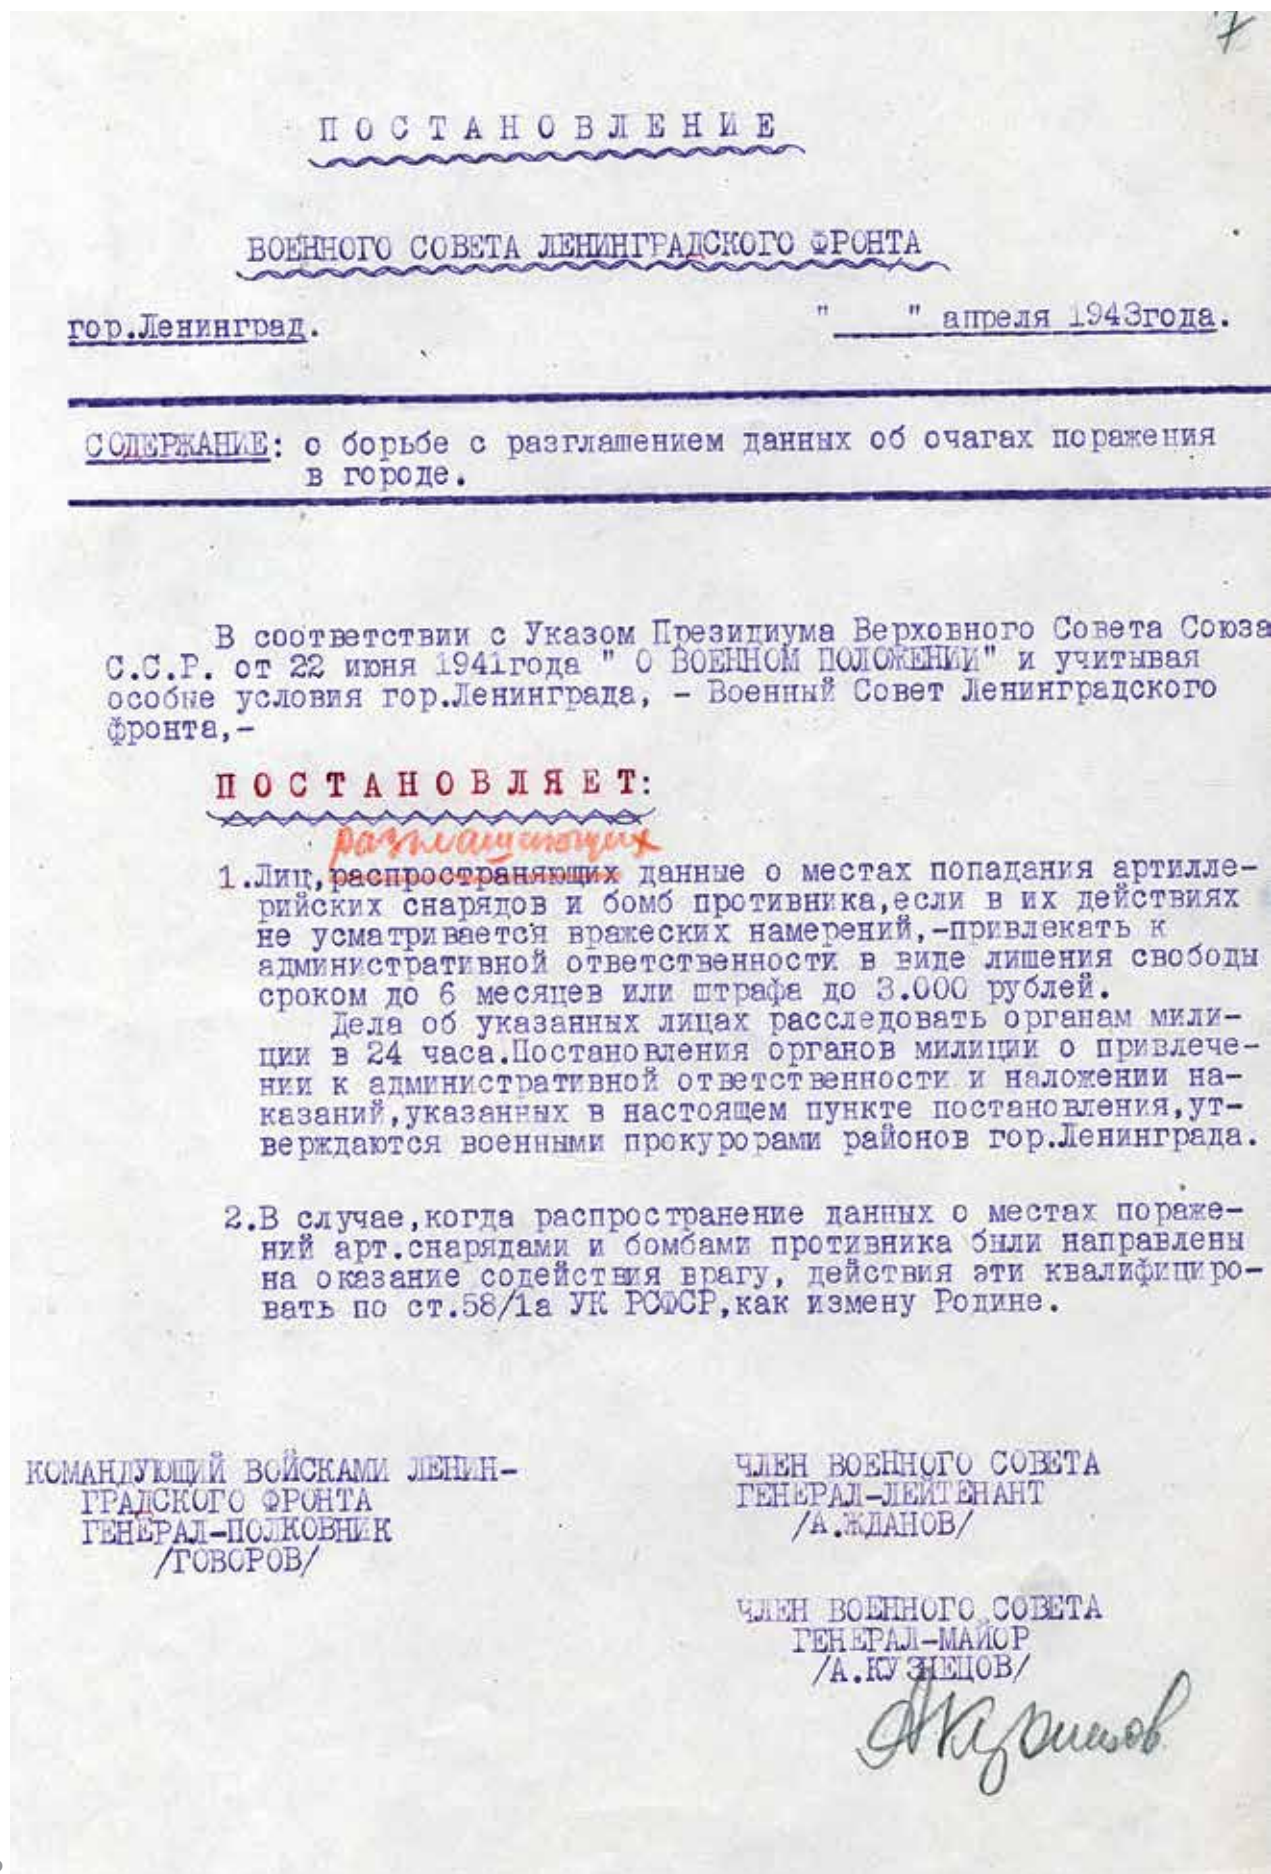 7
ПОСТАНОВЛЕНИЕ
ВОЕННОГО СОВЕТА ЛЕНИНГРАДСКОГО ФРОНТА
гор.Ленинград. "    " апреля 1943года.
СОДЕРЖАНИЕ: о борьбе с разглашением данных об очагах поражения
в городе.
В соответствии с Указом Президиума Верховного Совета Союза
С.С.Р. от 22 июня 1941года " О ВОЕННОМ ПОЛОЖЕНИИ" и учитывая
особые условия гор.Ленинграда, - Военный Совет Ленинградского
фронта,-
ПОСТАНОВЛЯЕТ:
разглашающих
1.Лиц,распространяющих данные о местах попадания артилле-
рийских снарядов и бомб противника,если в их действиях
не усматривается вражеских намерений,-привлекать к
административной ответственности в виде лишения свободы
сроком до 6 месяцев или штрафа до 3.000 рублей.
Дела об указанных лицах расследовать органам мили-
ции в 24 часа.Постановления органов милиции о привлече-
нии к административной ответственности и наложении на-
казаний,указанных в настоящем пункте постановления,ут-
верждаются военными прокурорами районов гор.Ленинграда.
2.В случае,когда распространение данных о местах пораже-
ний арт.снарядами и бомбами противника были направлены
на оказание содействия врагу, действия эти квалифициро-
вать по ст.58/1а УК РСФСР,как измену Родине.
КОМАНДУЮЩИЙ ВОЙСКАМИ ЛЕНИН-
ГРАДСКОГО ФРОНТА
ГЕНЕРАЛ-ПОЛКОВНИК
/ГОВОРОВ/
ЧЛЕН ВОЕННОГО СОВЕТА
ГЕНЕРАЛ-ЛЕЙТЕНАНТ
/А.ЖДАНОВ/
ЧЛЕН ВОЕННОГО СОВЕТА
ГЕНЕРАЛ-МАЙОР
/А.КУЗНЕЦОВ/
АКузнецов